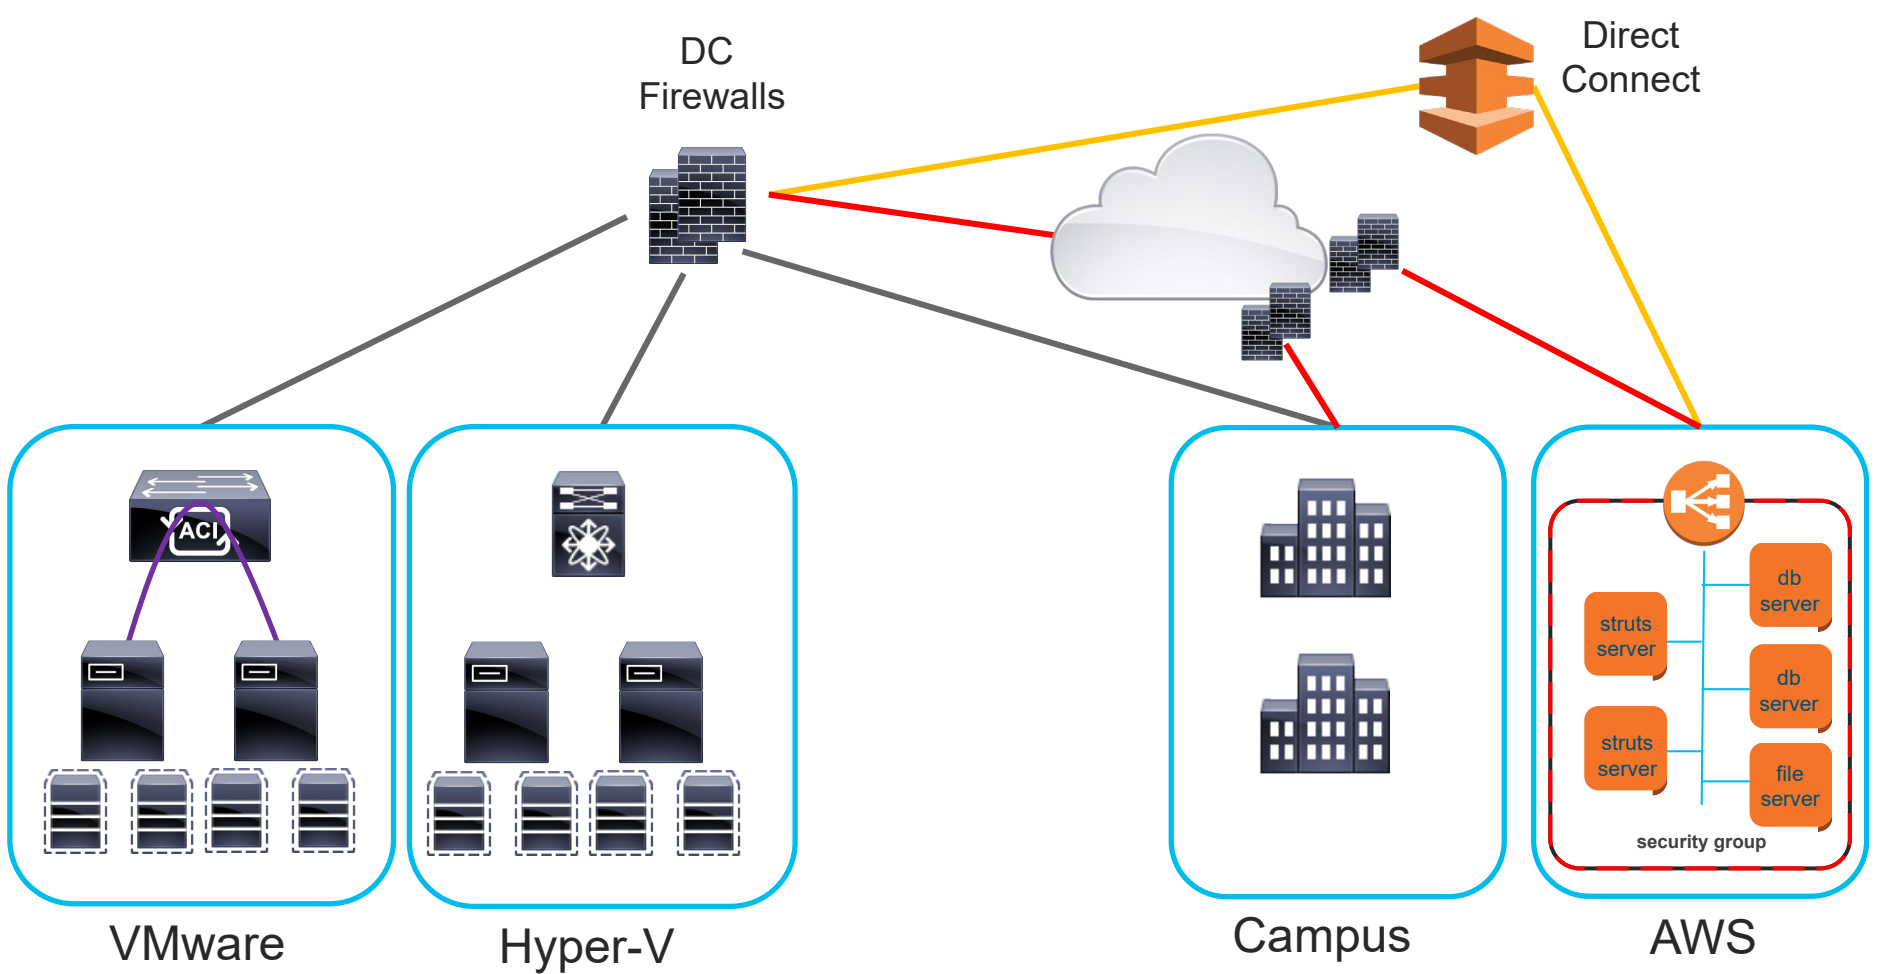 DC
Firewalls
Direct
Connect
ACI
struts
server
struts
server
db
server
db
server
file
server
security group
VMware
Hyper-V
Campus
AWS